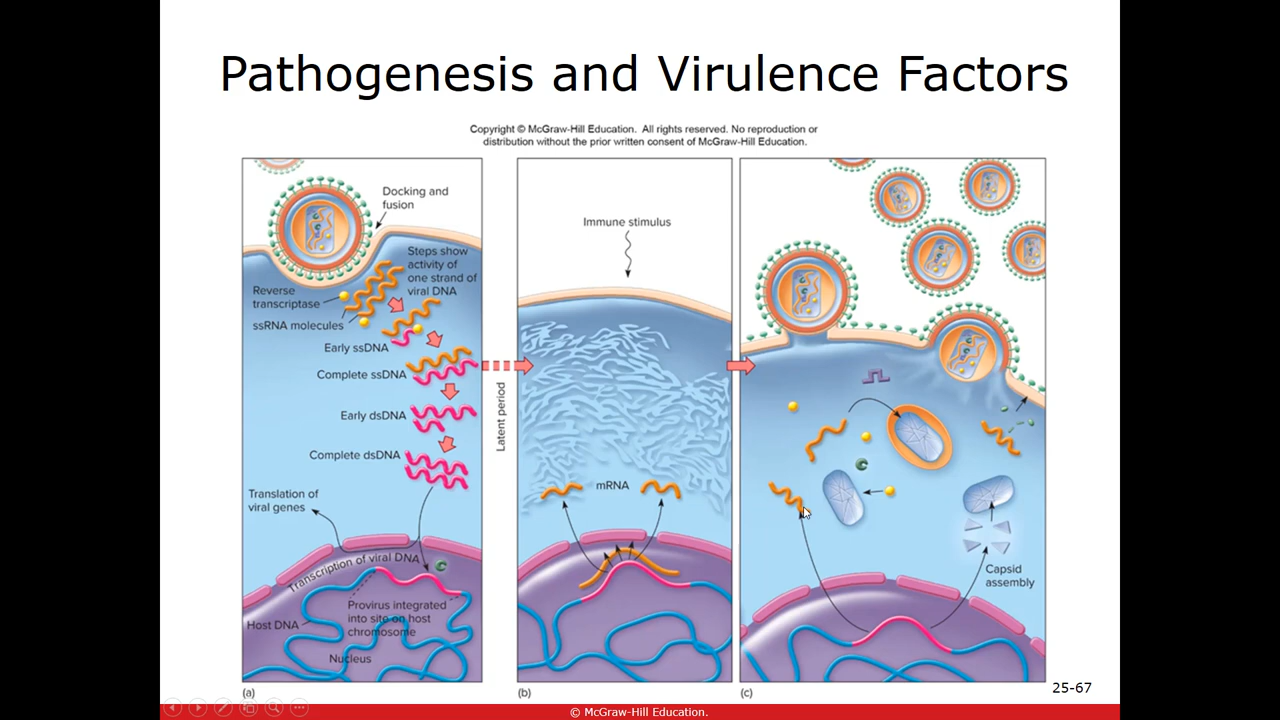 Pathogenesis and Virulence Factors
Copyright © McGraw-Hill Education. All rights reserved. No reproduction or
distribution without the prior written consent of McGraw-Hill Education.
Docking and
fusion
Steps show
activity of
one strand of
viral DNA
Reverse
transcriptase
ssRNA molecules
Early ssDNA
Complete ssDNA
Early dsDNA
Complete dsDNA
Translation of
viral genes
Transcription of viral DNA
Provirus integrated
into site on host
chromosome
Host DNA
Nucleus
(a)
Latent period
Immune stimulus
mRNA
(b)
Capsid
assembly
(c)
25-67
© McGraw-Hill Education.